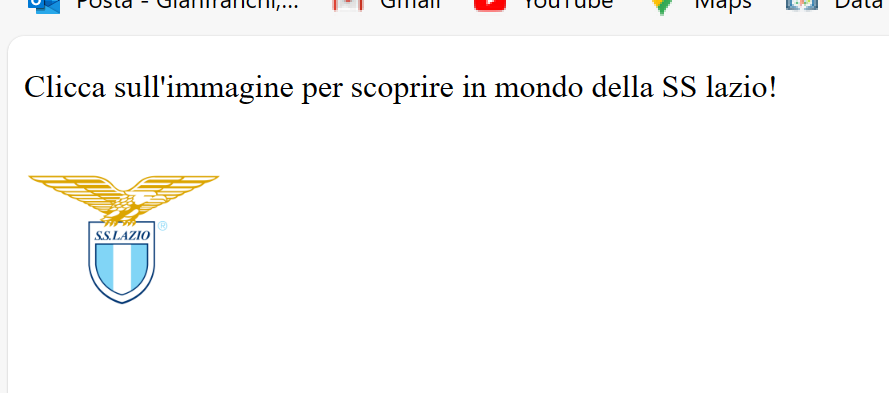 Posta - Gianfranchi,...
Gmail
YouTube
Maps
Data
Clicca sull'immagine per scoprire in mondo della SS lazio!
S.S.LAZIO
®